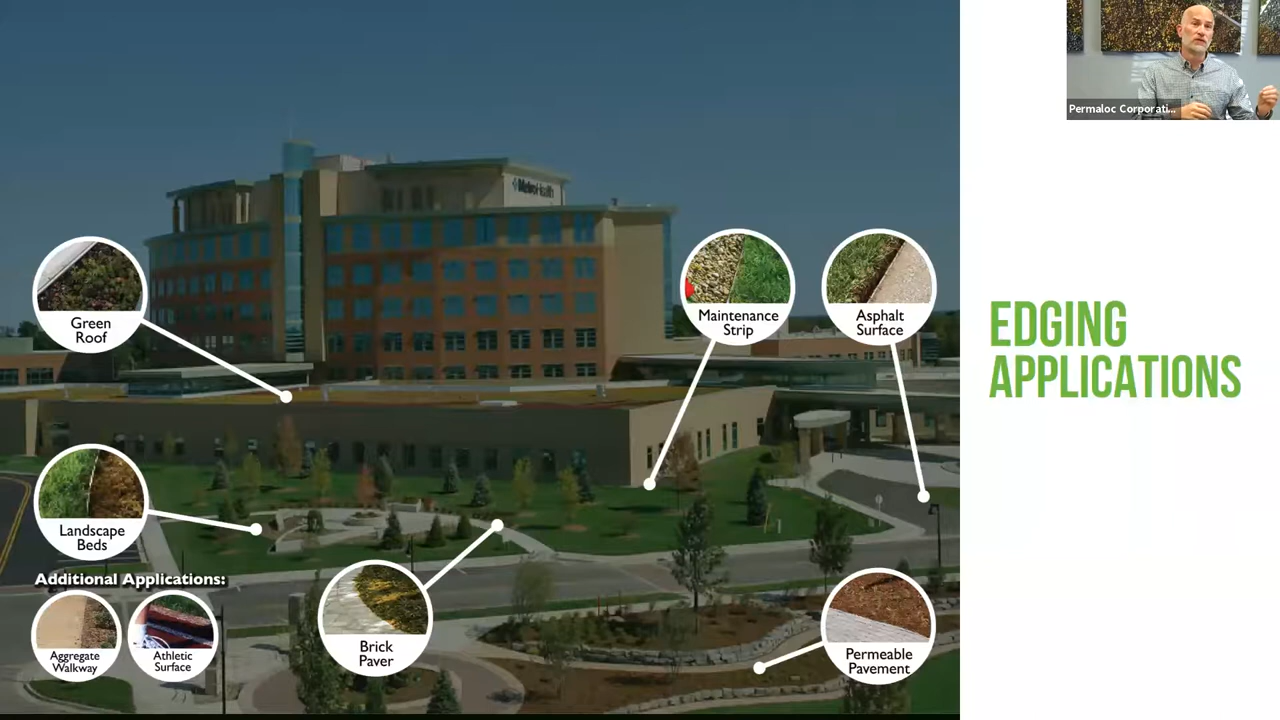 Permaloc Corporati...
MetroHealth
Green
Roof
Maintenance
Strip
Asphalt
Surface
EDGING
APPLICATIONS
Landscape
Beds
Additional Applications:
Aggregate
Walkway
Athletic
Surface
Brick
Paver
Permeable
Pavement